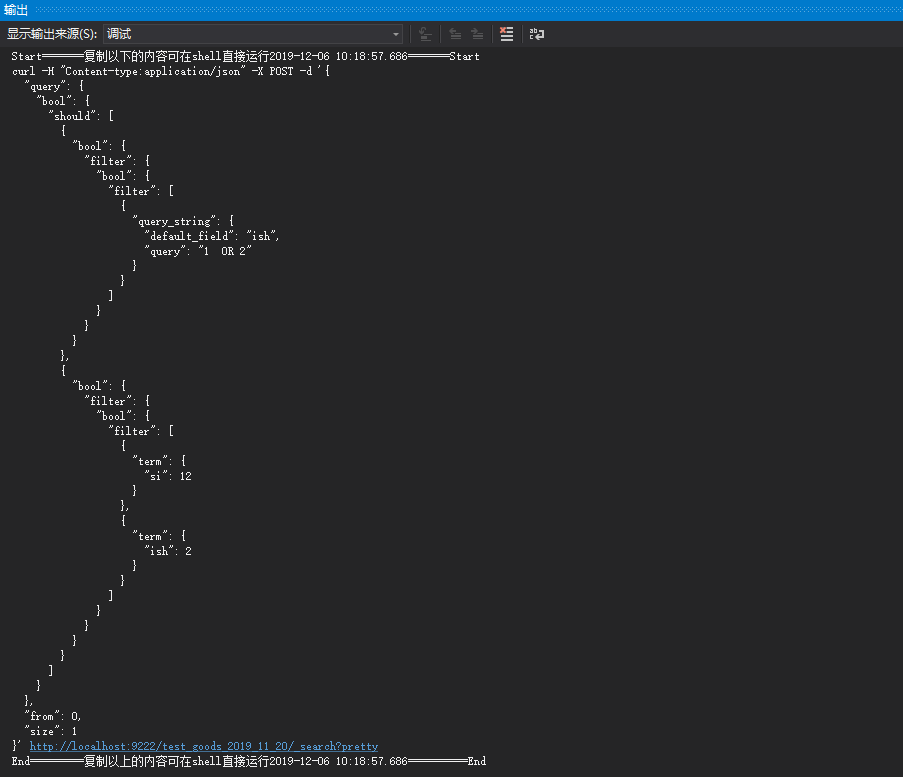 输出
显示输出来源(S): 调试
Start═══════复制以下的内容可在shell直接运行2019-12-06 10:18:57.686═══════Start
curl -H "Content-type:application/json" -X POST -d '{
  "query": {
    "bool": {
      "should": [
        {
          "bool": {
            "filter": {
              "bool": {
                "filter": [
                  {
                    "query_string": {
                      "default_field": "ish",
                      "query": "1  OR 2"
                    }
                  }
                ]
              }
            }
          }
        },
        {
          "bool": {
            "filter": {
              "bool": {
                "filter": [
                  {
                    "term": {
                      "si": 12
                    }
                  },
                  {
                    "term": {
                      "ish": 2
                    }
                  }
                ]
              }
            }
          }
        }
      ]
    }
  },
  "from": 0,
  "size": 1
}' http://localhost:9222/test_goods_2019_11_20/_search?pretty
End═════════复制以上的内容可在shell直接运行2019-12-06 10:18:57.686══════════End